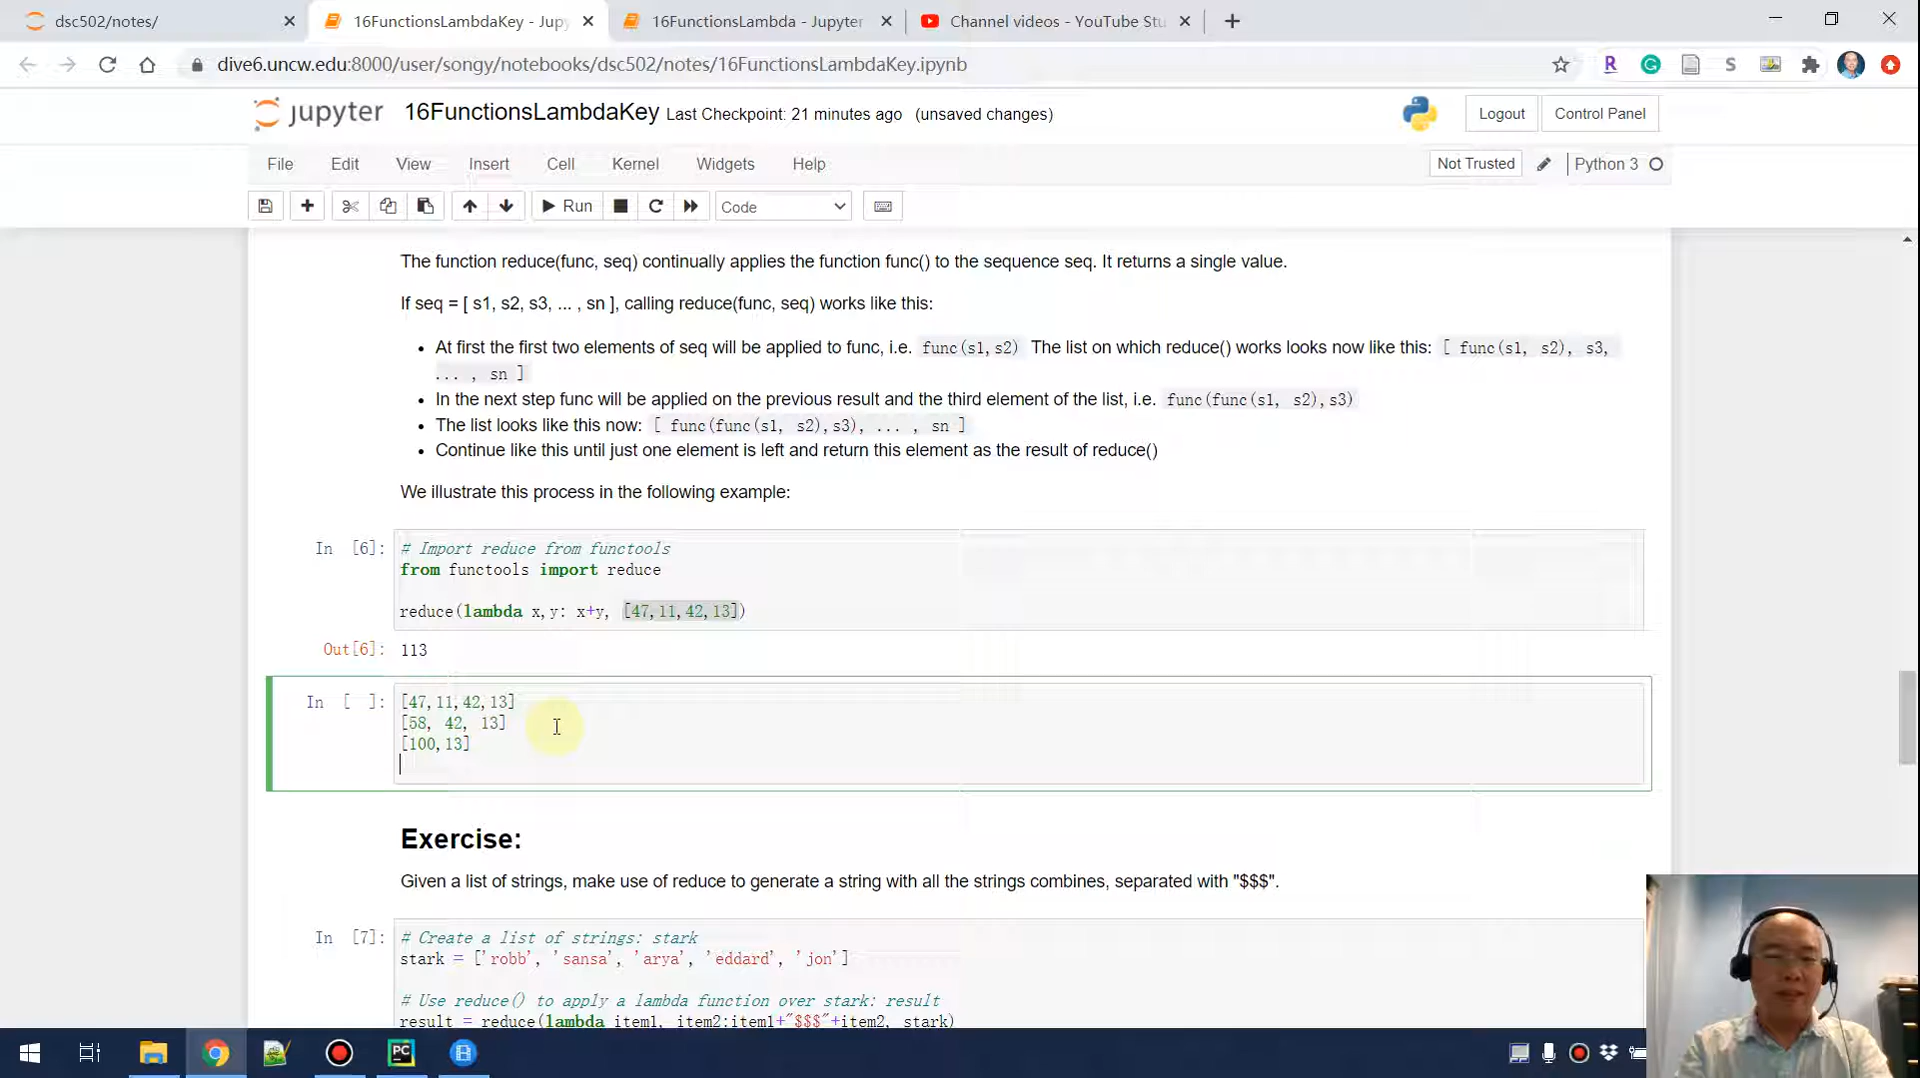 dsc502/notes/
16FunctionsLambdaKey - Jupy
16FunctionsLambda - Jupyter
Channel videos - YouTube Stu
dive6.uncw.edu:8000/user/songy/notebooks/dsc502/notes/16FunctionsLambdaKey.ipynb
jupyter 16FunctionsLambdaKey Last Checkpoint: 21 minutes ago (unsaved changes)
Logout
Control Panel
File Edit View Insert Cell Kernel Widgets Help
Not Trusted
Python 3
Run
Code
The function reduce(func, seq) continually applies the function func() to the sequence seq. It returns a single value.
If seq = [ s1, s2, s3, ... , sn ], calling reduce(func, seq) works like this:
• At first the first two elements of seq will be applied to func, i.e. func(s1,s2) The list on which reduce() works looks now like this: [ func(s1, s2), s3,
... , sn ]
• In the next step func will be applied on the previous result and the third element of the list, i.e. func(func(s1, s2),s3)
• The list looks like this now: [ func(func(s1, s2),s3), ... , sn ]
• Continue like this until just one element is left and return this element as the result of reduce()
We illustrate this process in the following example:
In [6]: # Import reduce from functools
from functools import reduce
reduce(lambda x,y: x+y, [47,11,42,13])
Out[6]: 113
In [ ]: [47,11,42,13]
[58, 42, 13]
[100,13]
Exercise:
Given a list of strings, make use of reduce to generate a string with all the strings combines, separated with "$$$".
In [7]: # Create a list of strings: stark
stark = ['robb', 'sansa', 'arya', 'eddard', 'jon']
# Use reduce() to apply a lambda function over stark: result
result = reduce(lambda item1, item2:item1+"$$$"+item2, stark)